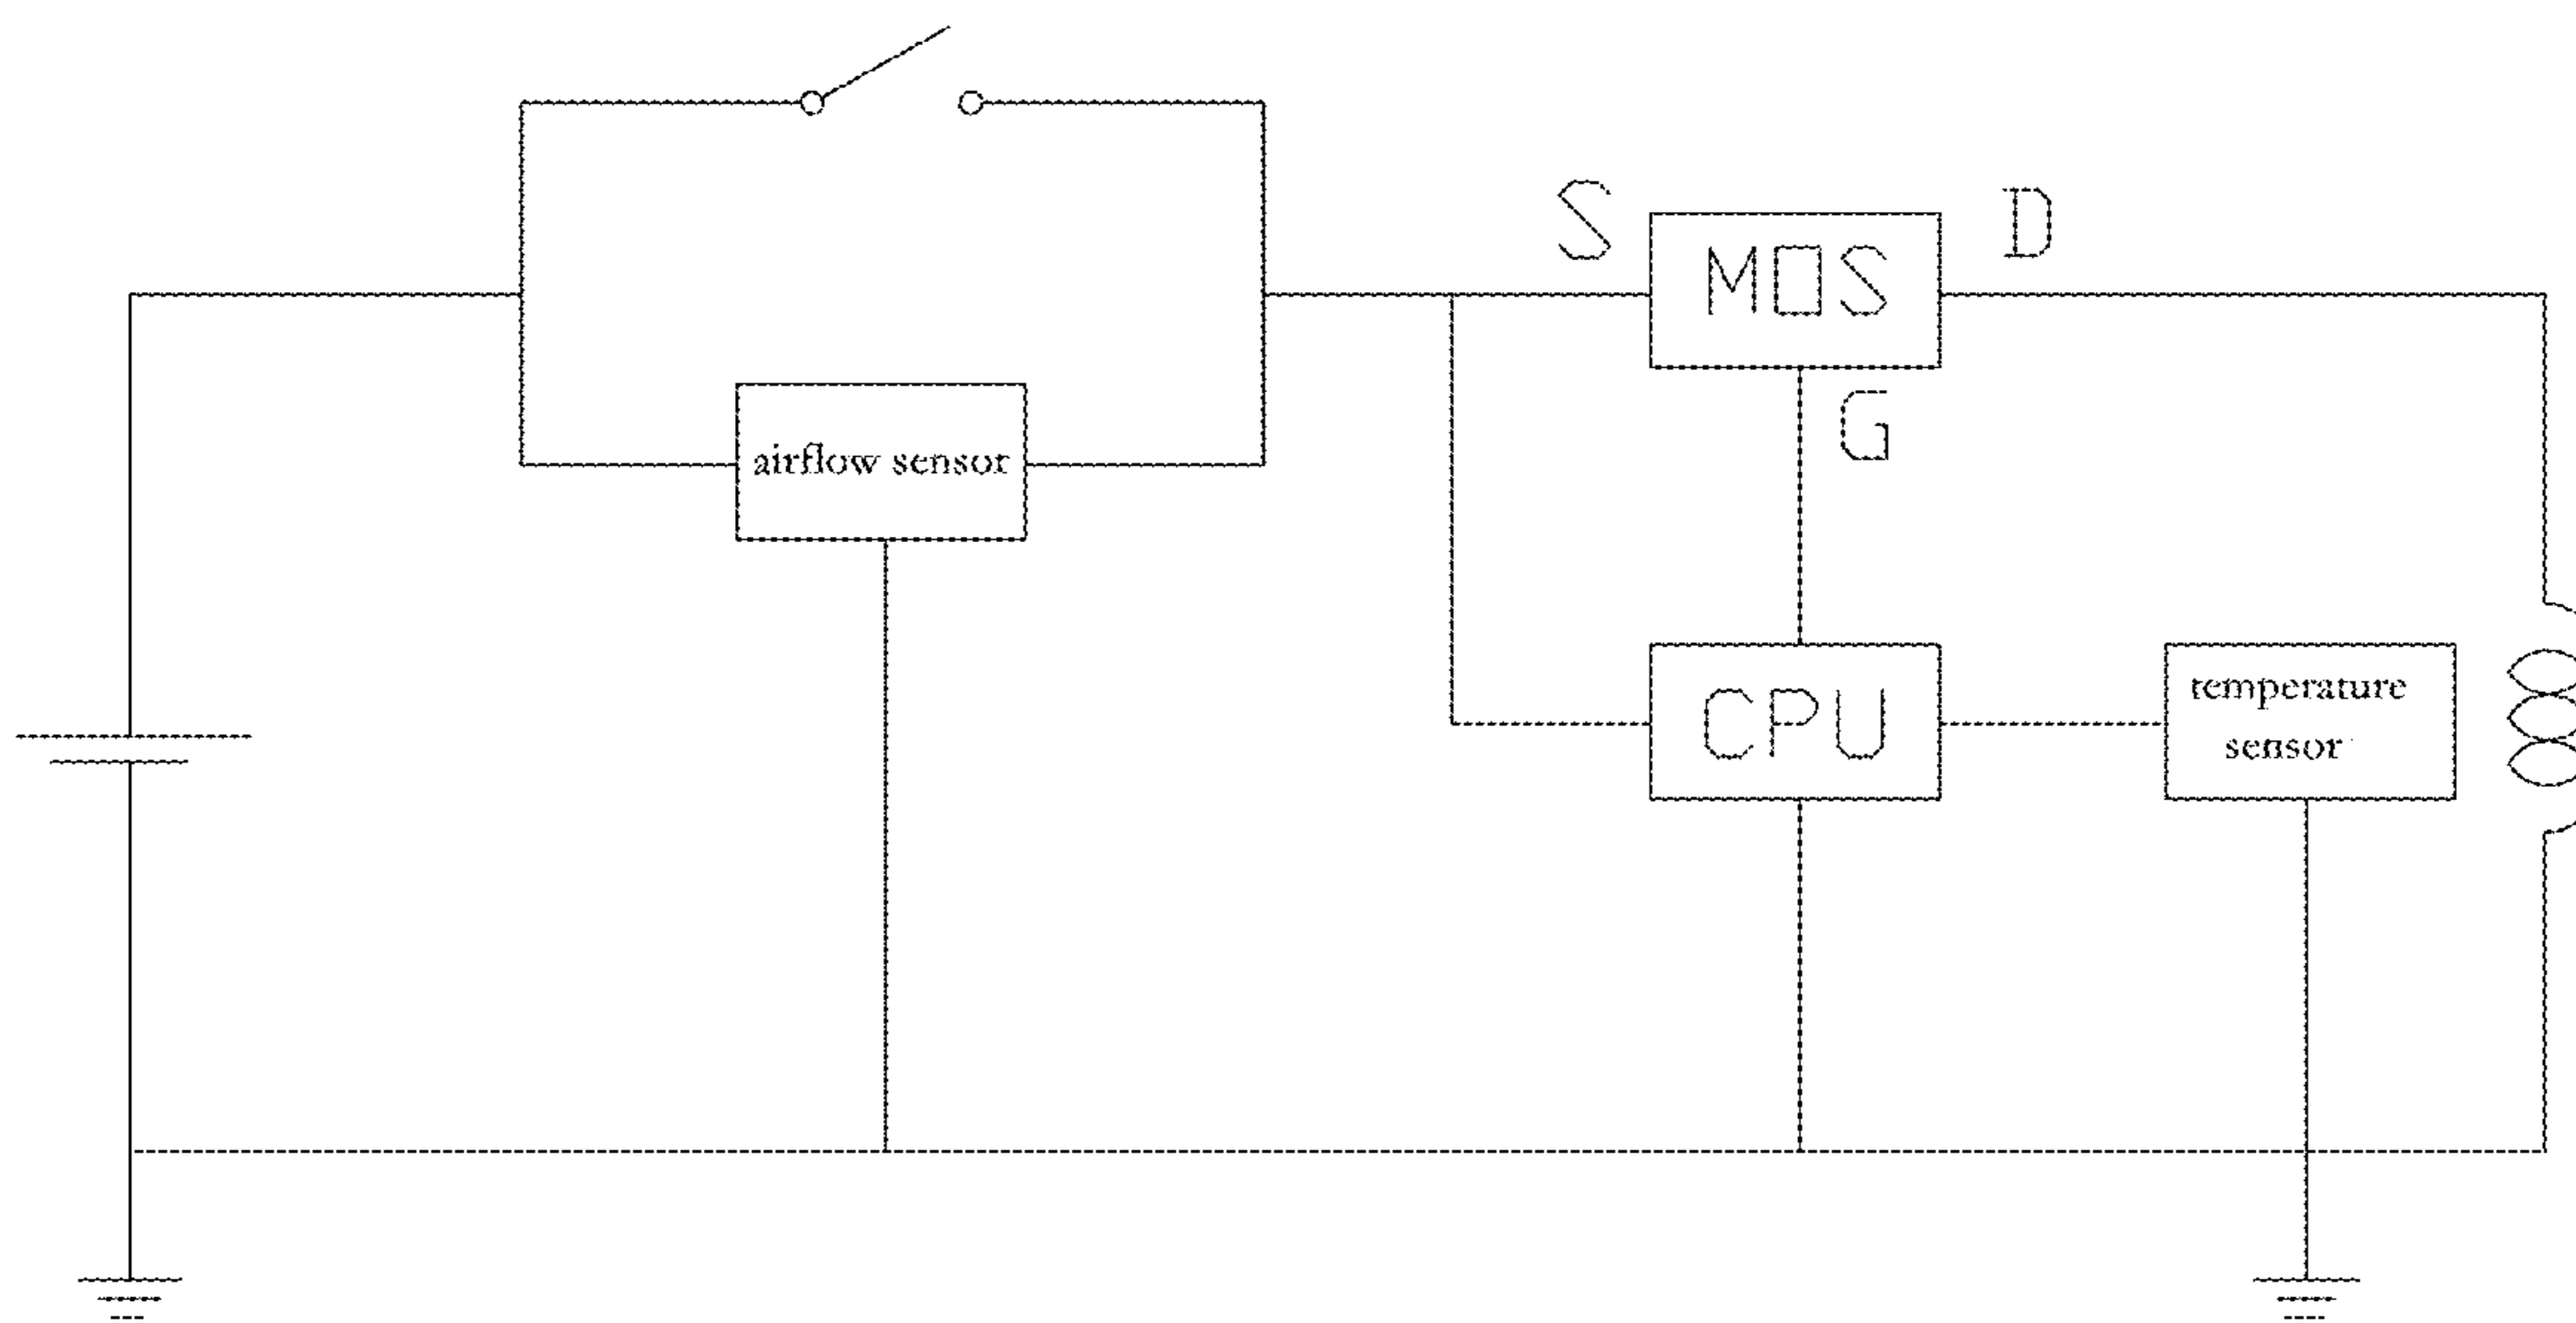 S
MOS
D
G
airflow sensor
CPU
temperature
sensor